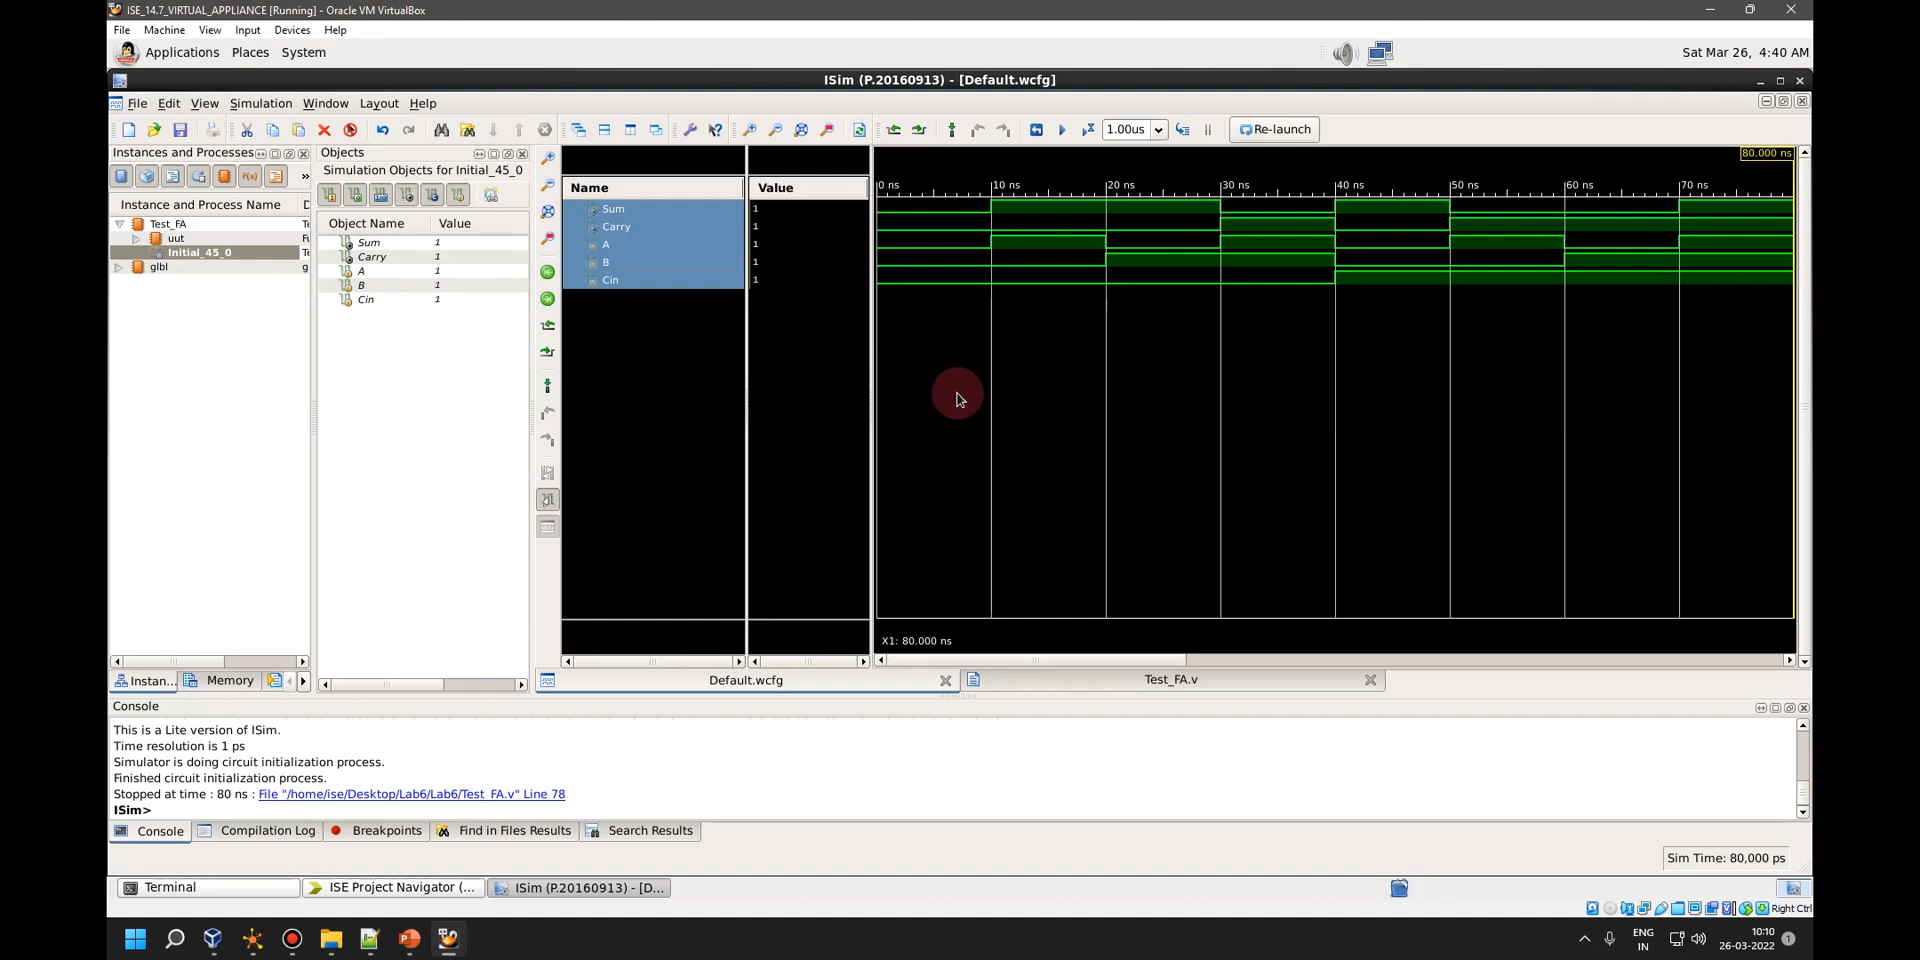 ISE_14.7_VIRTUAL_APPLIANCE [Running] - Oracle VM VirtualBox
File Machine View Input Devices Help
Applications Places System
Sat Mar 26, 4:40 AM
ISim (P.20160913) - [Default.wcfg]
File Edit View Simulation Window Layout Help
1.00us
Re-launch
Instances and Processes
Objects
Simulation Objects for Initial_45_0
80.000 ns
Instance and Process Name
Test_FA
uut
Initial_45_0
glbl
Object Name Value
Sum 1
Carry 1
A 1
B 1
Cin 1
Name Value
Sum 1
Carry 1
A 1
B 1
Cin 1
0 ns 10 ns 20 ns 30 ns 40 ns 50 ns 60 ns 70 ns
X1: 80.000 ns
Instan... Memory
Default.wcfg Test_FA.v
Console
This is a Lite version of ISim.
Time resolution is 1 ps
Simulator is doing circuit initialization process.
Finished circuit initialization process.
Stopped at time : 80 ns : File "/home/ise/Desktop/Lab6/Lab6/Test_FA.v" Line 78
ISim>
Console Compilation Log Breakpoints Find in Files Results Search Results
Sim Time: 80,000 ps
Terminal ISE Project Navigator (... ISim (P.20160913) - [D...
Right Ctrl
ENG
IN
10:10
26-03-2022
1